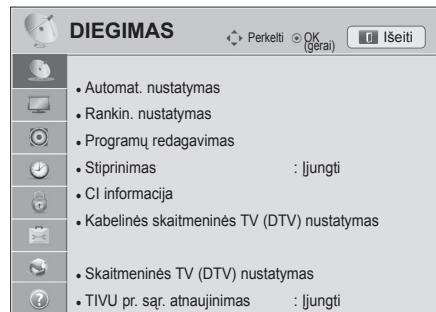 DIEGIMAS
Perkelti
OK (gerai)
Išeiti
• Automat. nustatymas
• Rankin. nustatymas
• Programų redagavimas
• Stiprinimas : Įjungti
• CI informacija
• Kabelinės skaitmeninės TV (DTV) nustatymas
• Skaitmeninės TV (DTV) nustatymas
• TIVU pr. sąr. atnaujinimas : Įjungti